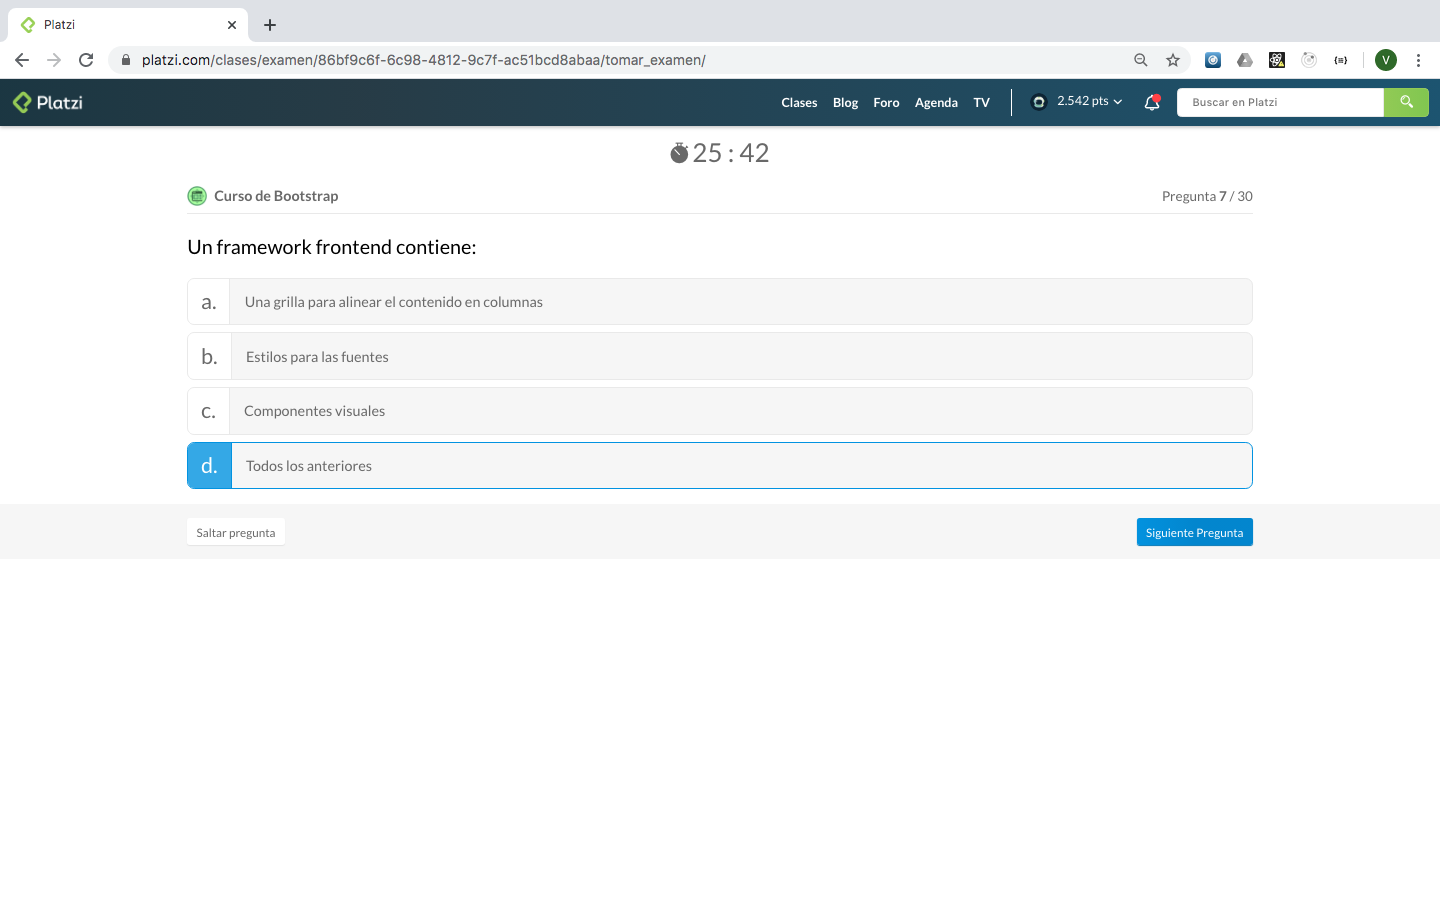 Platzi
platzi.com/clases/examen/86bf9c6f-6c98-4812-9c7f-ac51bcd8abaa/tomar_examen/
V
Platzi
Clases Blog Foro Agenda TV 2.542 pts Buscar en Platzi
25 : 42
Curso de Bootstrap Pregunta 7 / 30
Un framework frontend contiene:
a. Una grilla para alinear el contenido en columnas
b. Estilos para las fuentes
c. Componentes visuales
d. Todos los anteriores
Saltar pregunta Siguiente Pregunta